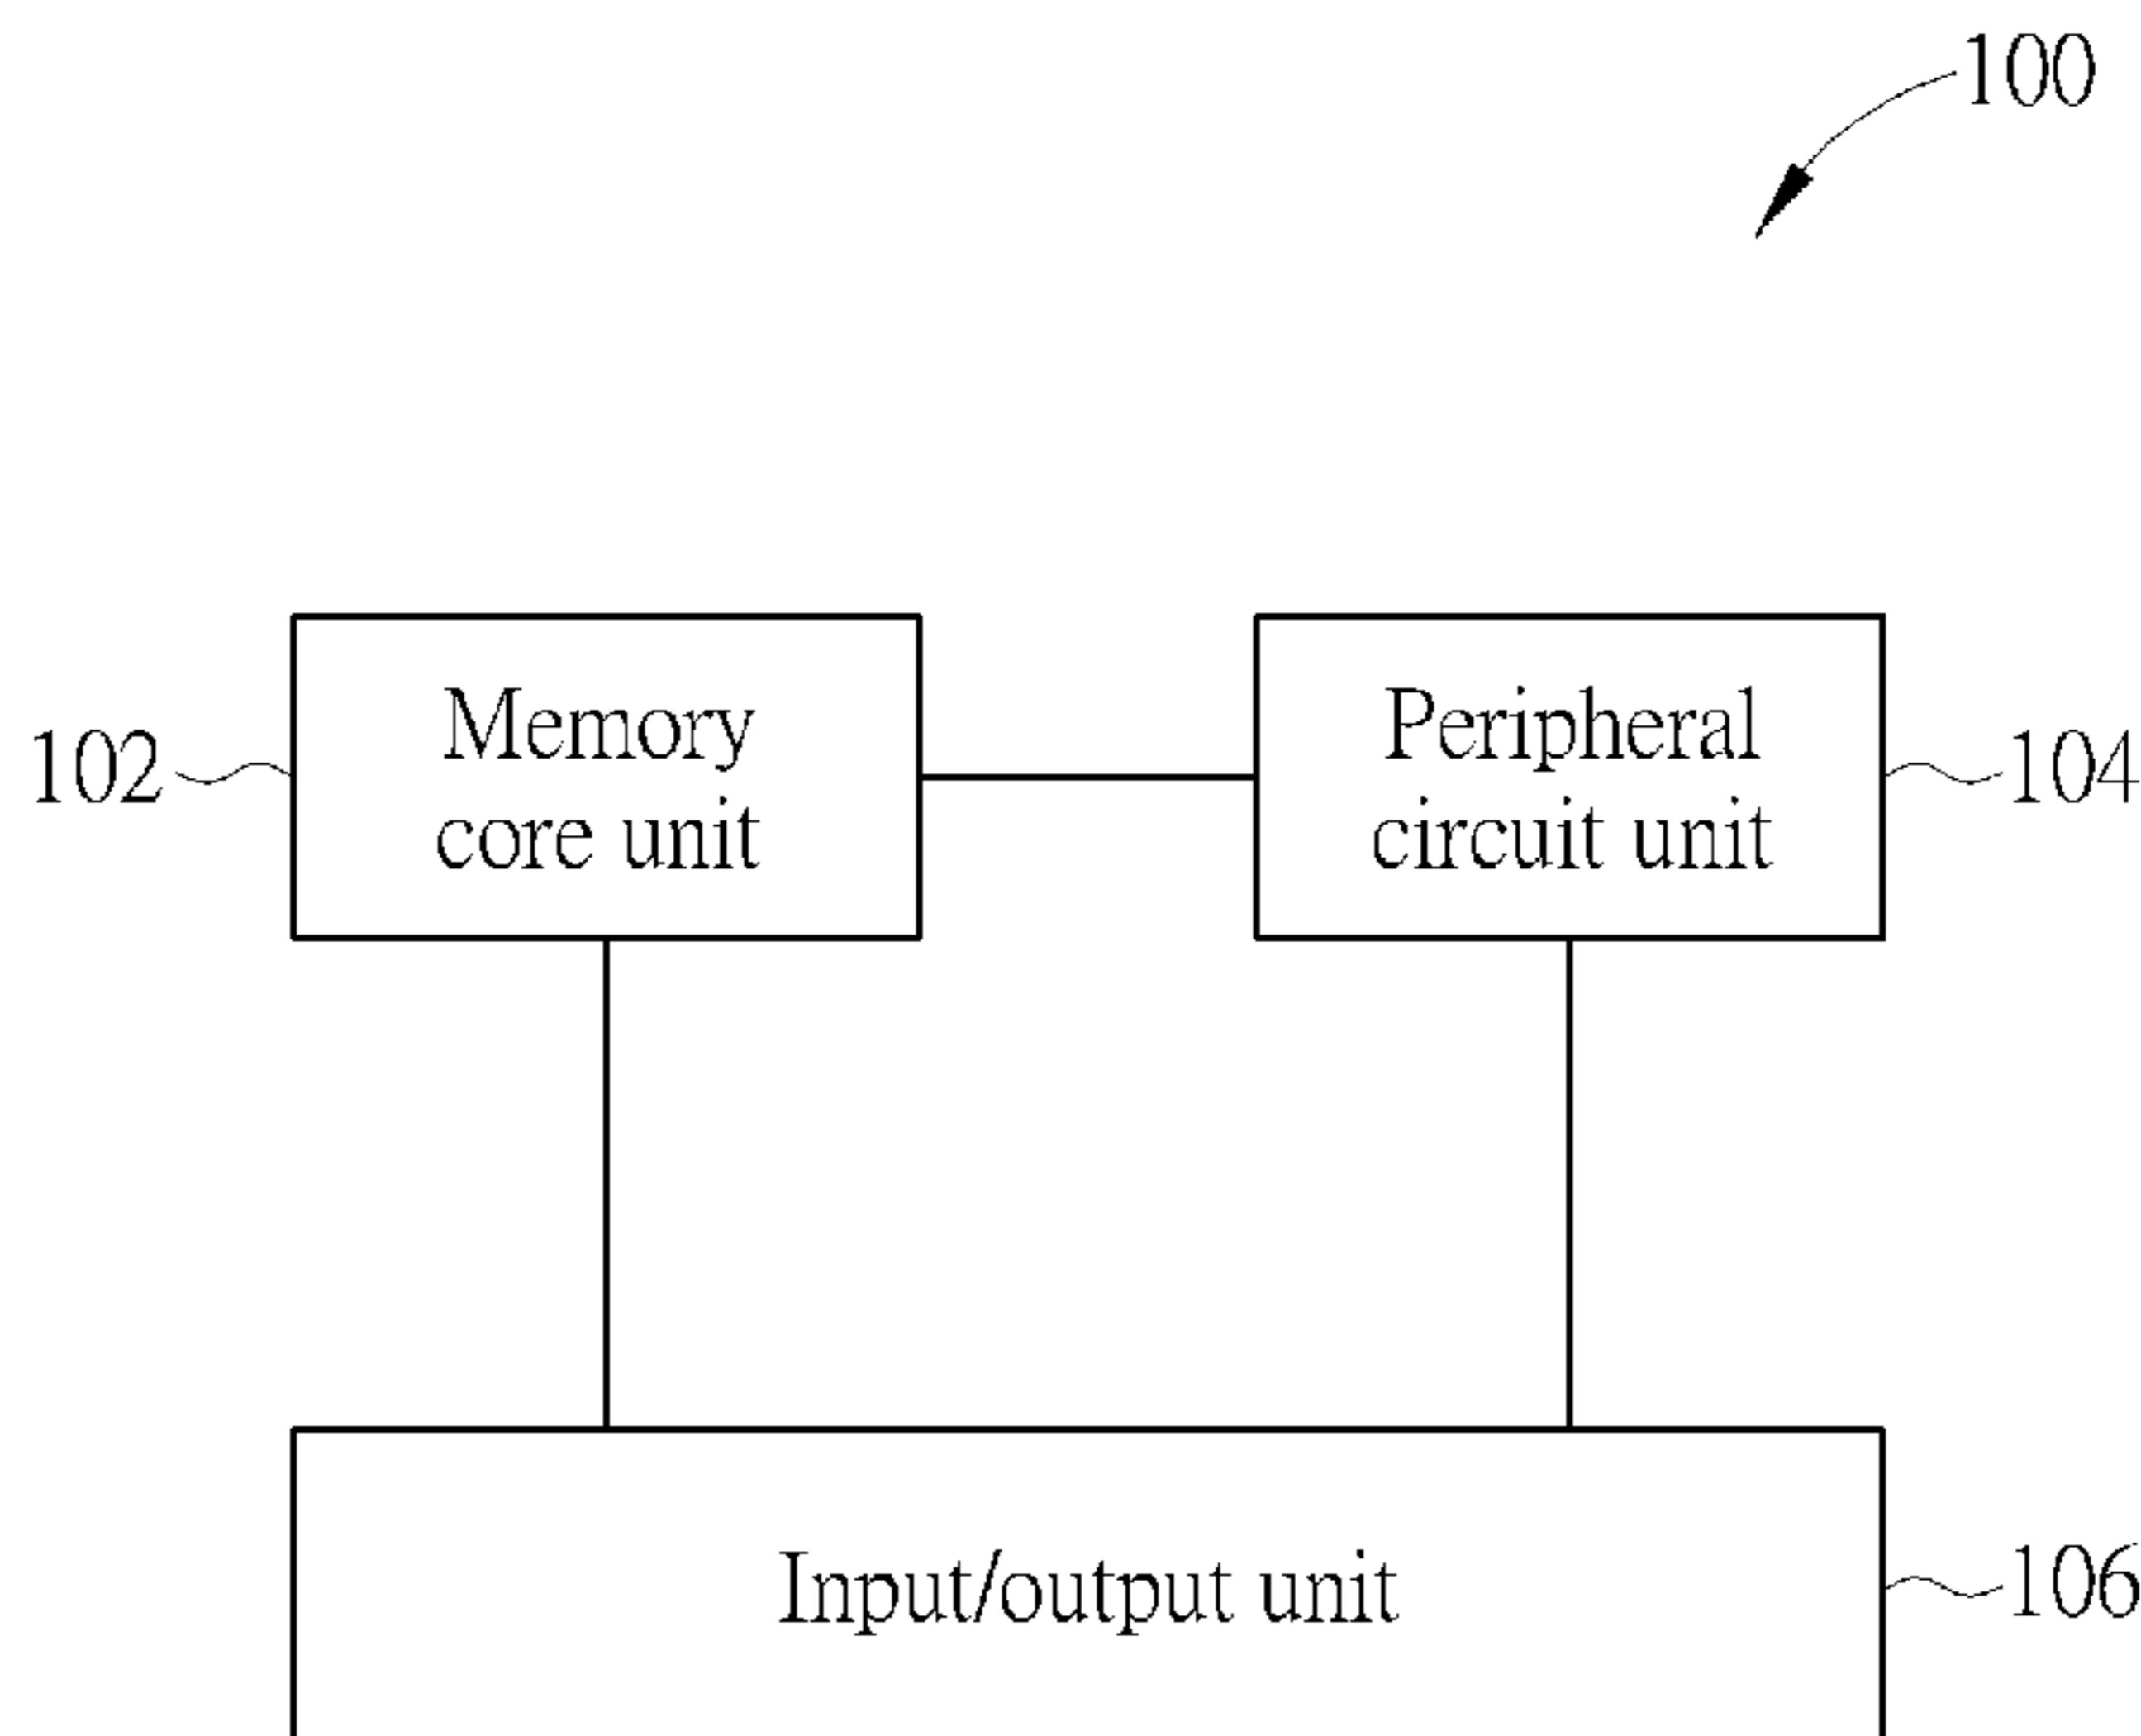 100
Memory
core unit
102
Peripheral
circuit unit
104
Input/output unit
106